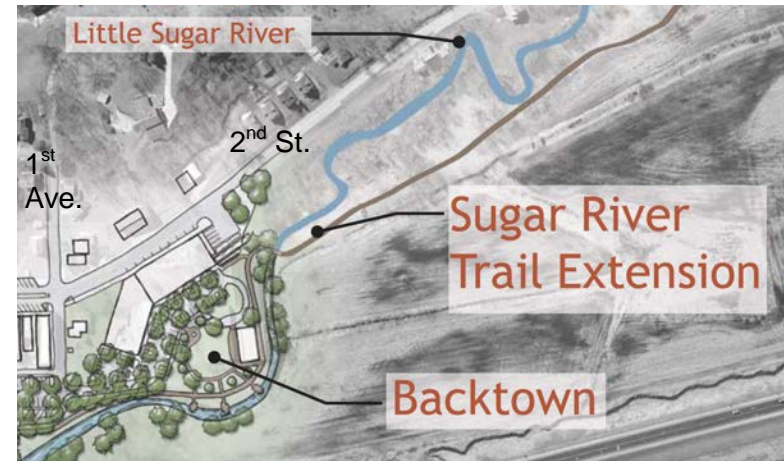 Little Sugar River
2nd St.
1st
Ave.
Sugar River
Trail Extension
Backtown